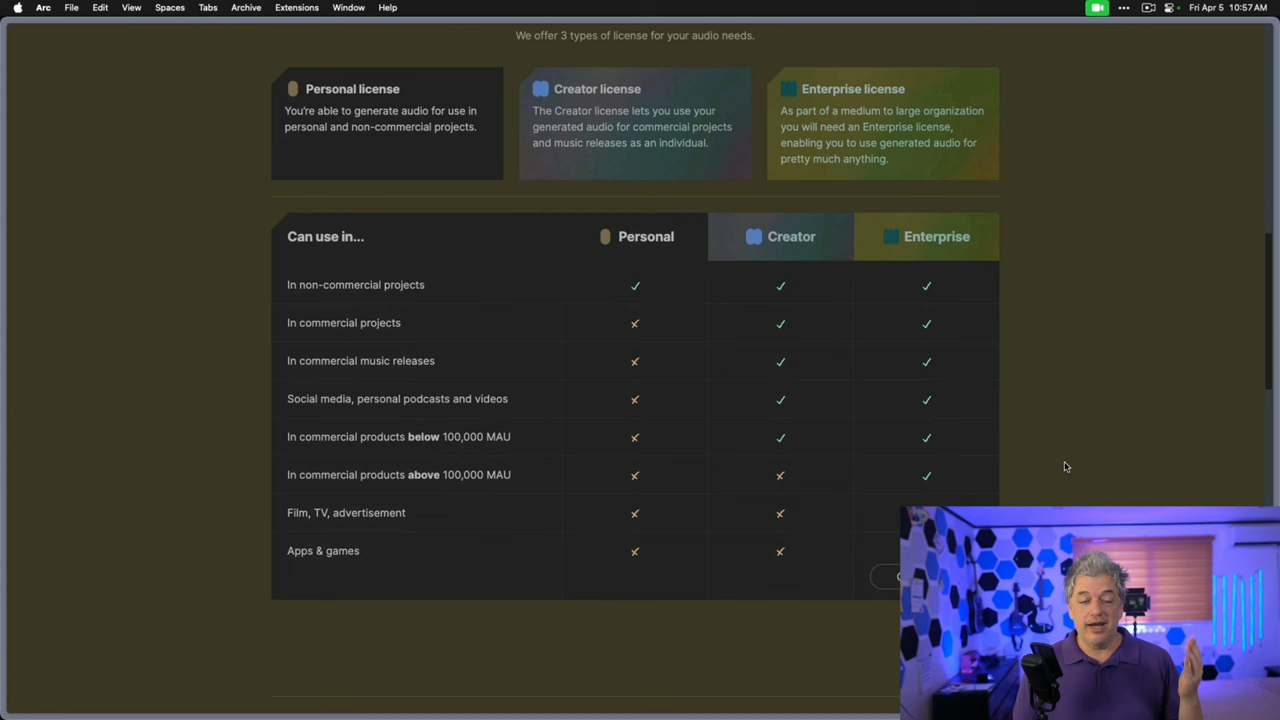 Arc File Edit View Spaces Tabs Archive Extensions Window Help Fri Apr 5 10:57 AM
We offer 3 types of license for your audio needs.
Personal license
You're able to generate audio for use in
personal and non-commercial projects.
Creator license
The Creator license lets you use your
generated audio for commercial projects
and music releases as an individual.
Enterprise license
As part of a medium to large organization
you will need an Enterprise license,
enabling you to use generated audio for
pretty much anything.
Can use in... Personal Creator Enterprise
In non-commercial projects
In commercial projects
In commercial music releases
Social media, personal podcasts and videos
In commercial products below 100,000 MAU
In commercial products above 100,000 MAU
Film, TV, advertisement
Apps & games